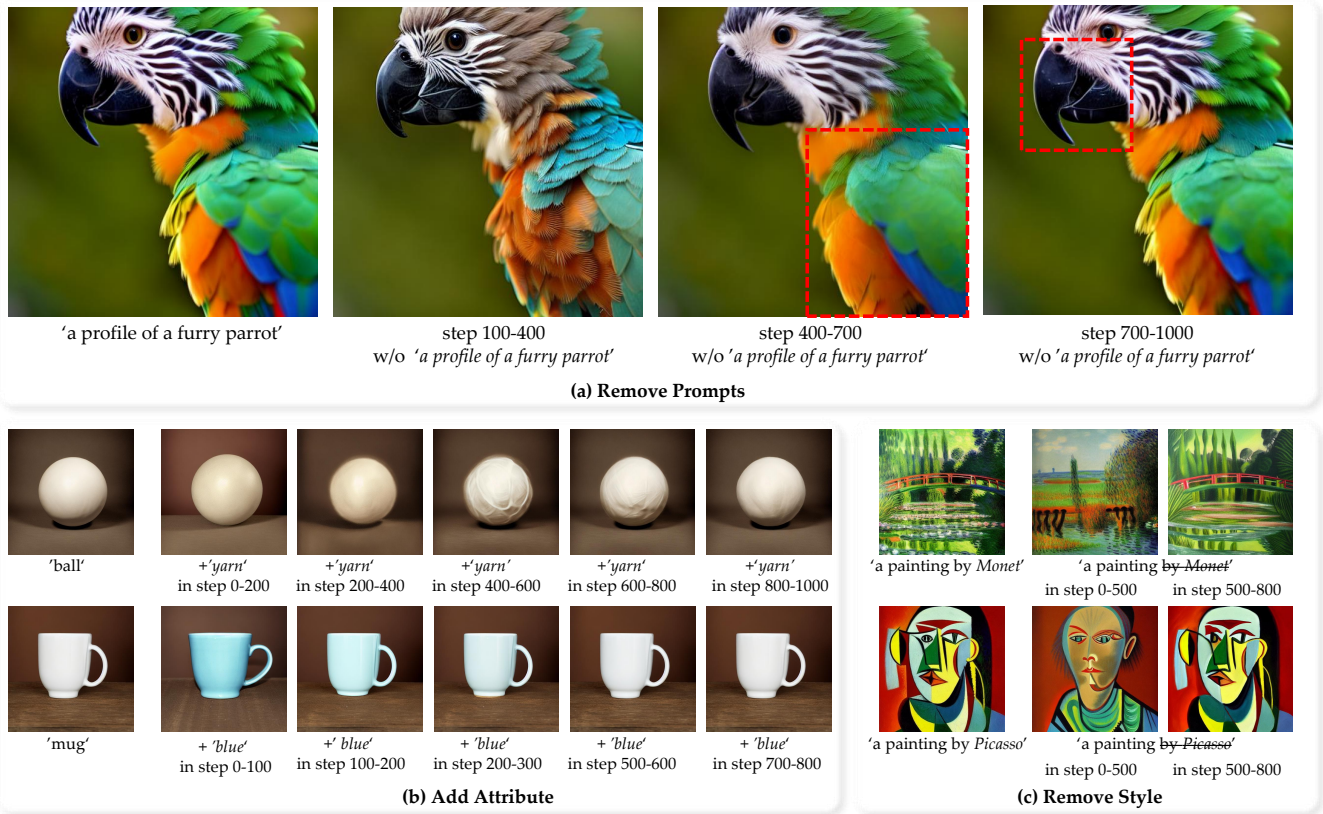 ‘a profile of a furry parrot’
step 100-400
w/o ‘a profile of a furry parrot’
step 400-700
w/o ’a profile of a furry parrot‘
step 700-1000
w/o ’a profile of a furry parrot‘
(a) Remove Prompts
’ball‘
+’yarn‘
in step 0-200
+‘yarn’
in step 200-400
+‘yarn’
in step 400-600
+‘yarn’
in step 600-800
+‘yarn’
in step 800-1000
’mug‘
+ ’blue‘
in step 0-100
+’ blue‘
in step 100-200
+ ’blue‘
in step 200-300
+ ’blue‘
in step 500-600
+ ’blue‘
in step 700-800
(b) Add Attribute
‘a painting by Monet’
‘a painting by Monet’
in step 0-500
in step 500-800
‘a painting by Picasso’
‘a painting by Picasso’
in step 0-500
in step 500-800
(c) Remove Style